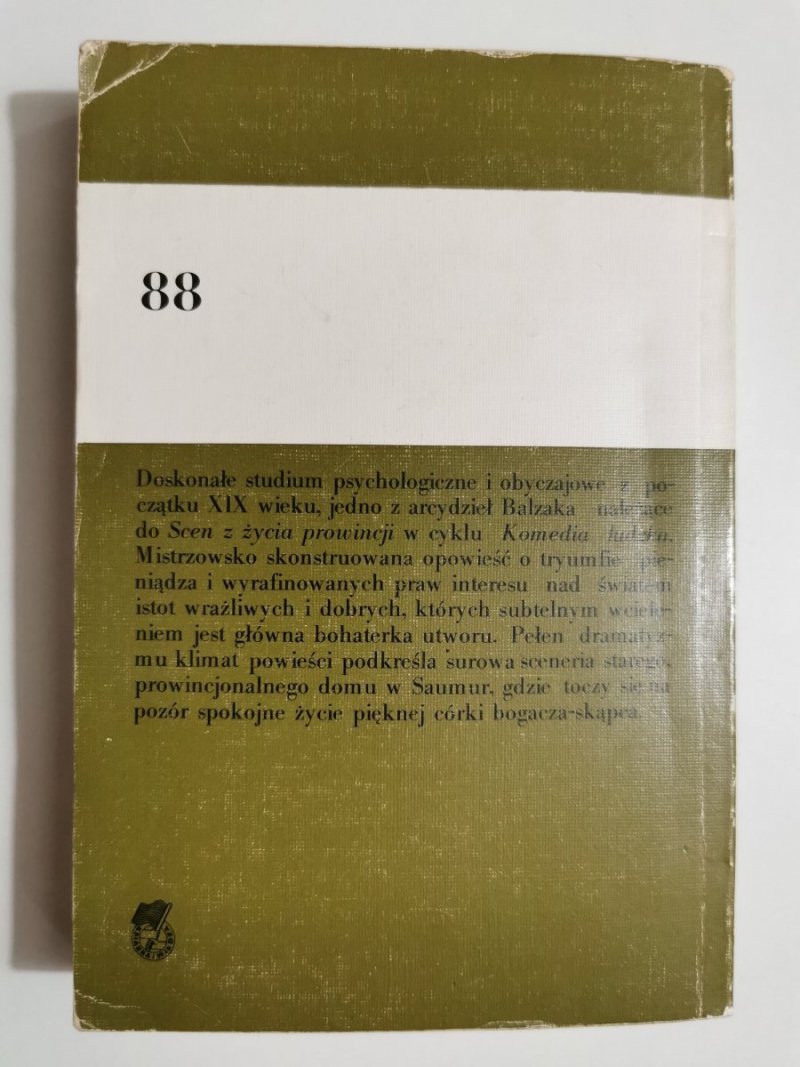 88
Doskonałe studium psychologiczne i obyczajowe z po-
czątku XIX wieku, jedno z arcydzieł Balzaka należące
do Scen z życia prowincji w cyklu Komedia ludzka.
Mistrzowsko skonstruowana opowieść o tryumfie pie-
niądza i wyrafinowanych praw interesu nad światem
istot wrażliwych i dobrych, których subtelnym wciele-
niem jest główna bohaterka utworu. Pełen dramatyz-
mu klimat powieści podkreśla surowa sceneria starego,
prowincjonalnego domu w Saumur, gdzie toczy się na
pozór spokojne życie pięknej córki bogacza-skąpca.